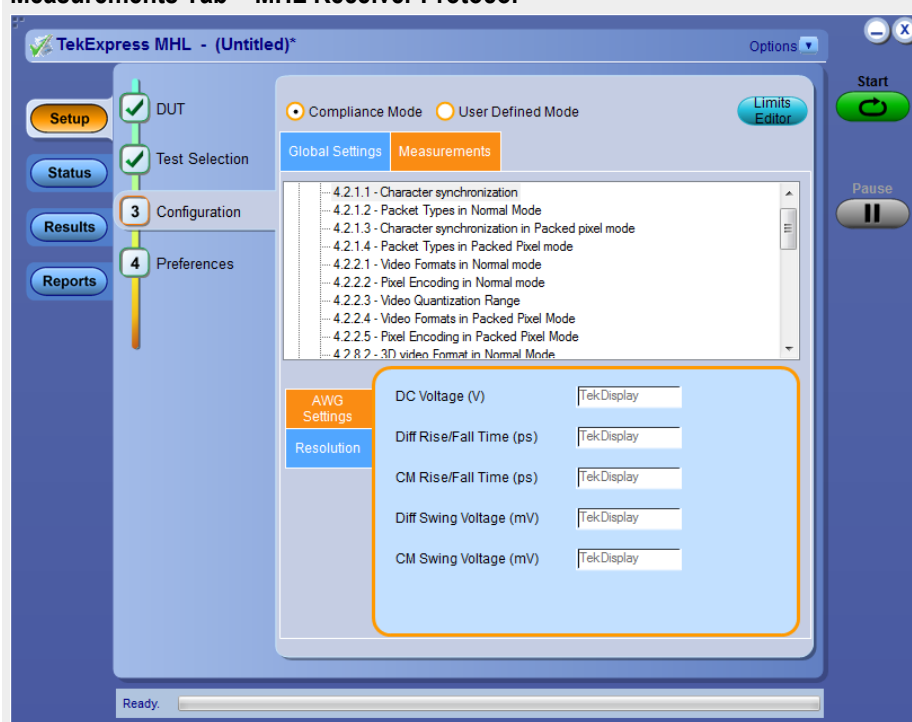 Measurements Tab – MHL Receiver Protocol
TekExpress MHL - (Untitled)*
Options
Start
Pause
Setup
Status
Results
Reports
DUT
Test Selection
3 Configuration
4 Preferences
Compliance Mode
User Defined Mode
Limits
Editor
Global Settings
Measurements
4.2.1.1 - Character synchronization
4.2.1.2 - Packet Types in Normal Mode
4.2.1.3 - Character synchronization in Packed pixel mode
4.2.1.4 - Packet Types in Packed Pixel mode
4.2.2.1 - Video Formats in Normal mode
4.2.2.2 - Pixel Encoding in Normal mode
4.2.2.3 - Video Quantization Range
4.2.2.4 - Video Formats in Packed Pixel Mode
4.2.2.5 - Pixel Encoding in Packed Pixel Mode
4.2.8.2 - 3D video Format in Normal Mode
AWG
Settings
Resolution
DC Voltage (V) TekDisplay
Diff Rise/Fall Time (ps) TekDisplay
CM Rise/Fall Time (ps) TekDisplay
Diff Swing Voltage (mV) TekDisplay
CM Swing Voltage (mV) TekDisplay
Ready.